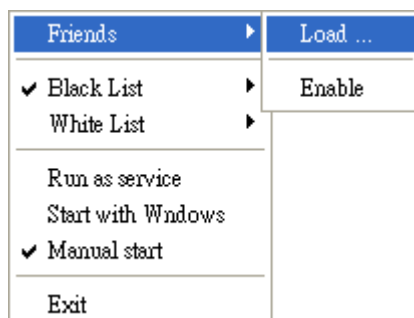 Friends
Load ...
Black List
Enable
White List
Run as service
Start with Wndows
Manual start
Exit